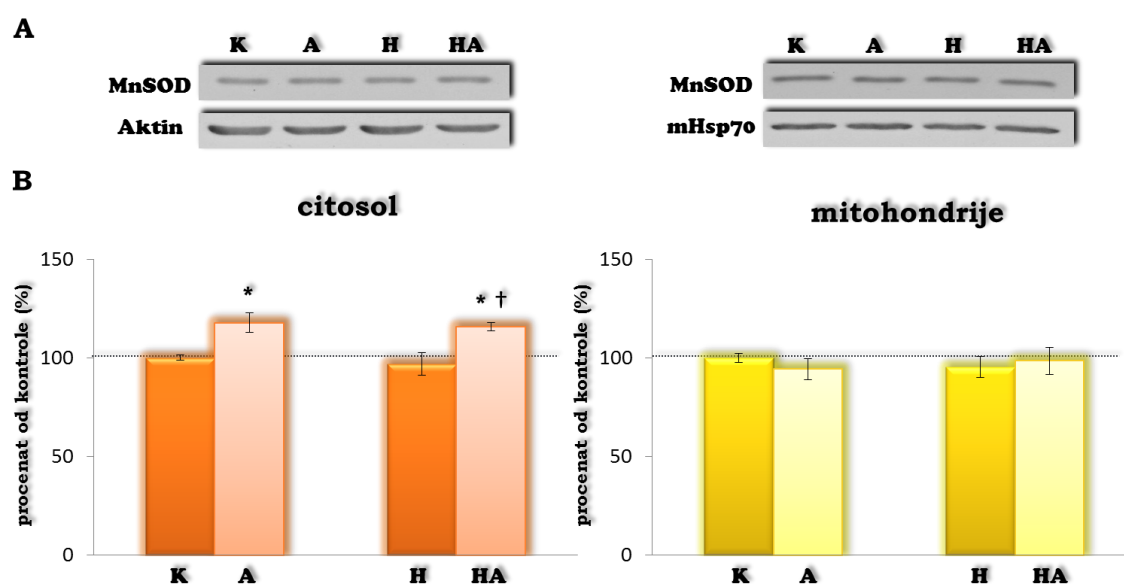 A
K A H HA
MnSOD
Aktin
K A H HA
MnSOD
mHsp70
B
citosol
procenat od kontrole (%)
150
100
50
0
*
* †
K A H HA
mitohondrije
procenat od kontrole (%)
150
100
50
0
K A H HA